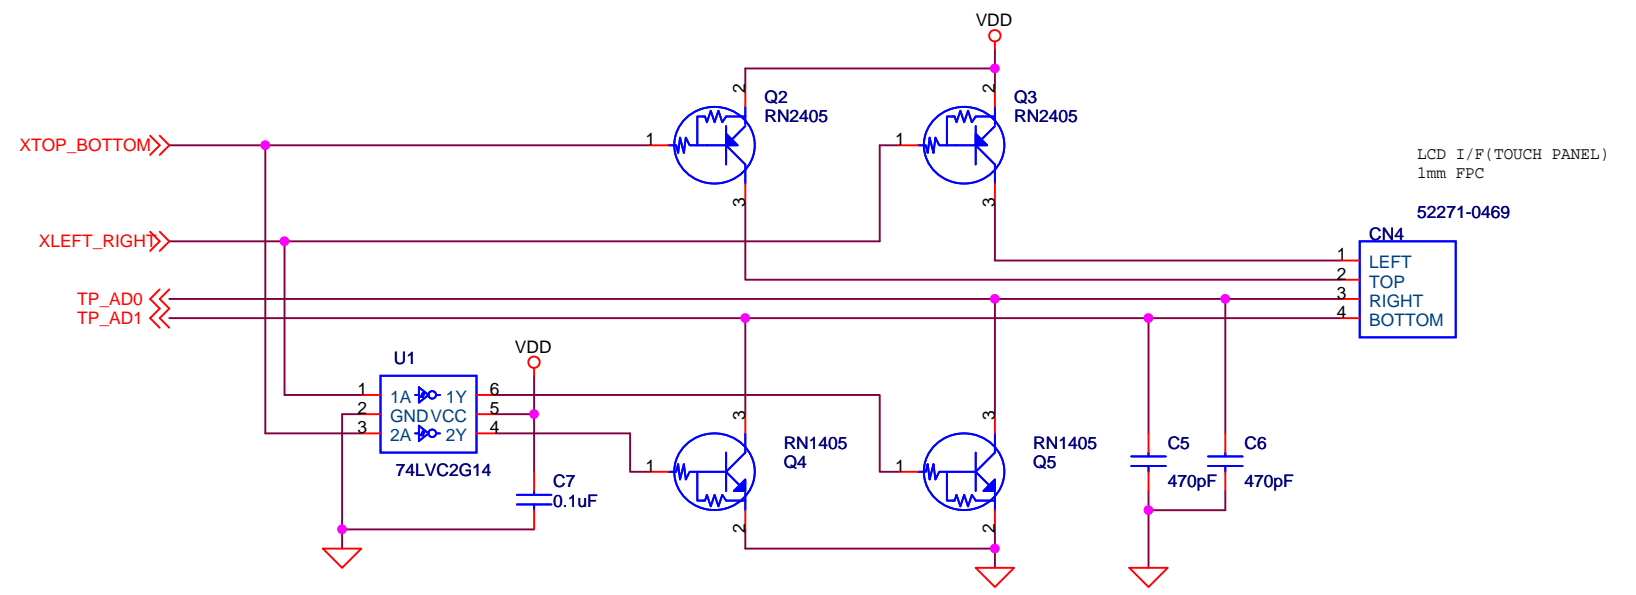 VDD
2
Q2
RN2405
2
Q3
RN2405
XTOP_BOTTOM
1
1
LCD I/F(TOUCH PANEL)
1mm FPC
3
3
52271-0469
XLEFT_RIGHT
CN4
1
LEFT
2
TOP
TP_AD0
3
RIGHT
TP_AD1
4
BOTTOM
VDD
U1
1
1A
1Y
6
2
GND
VCC
5
3
2A
2Y
4
74LVC2G14
3
3
RN1405
Q4
RN1405
Q5
1
1
C5
470pF
C6
470pF
C7
0.1uF
2
2